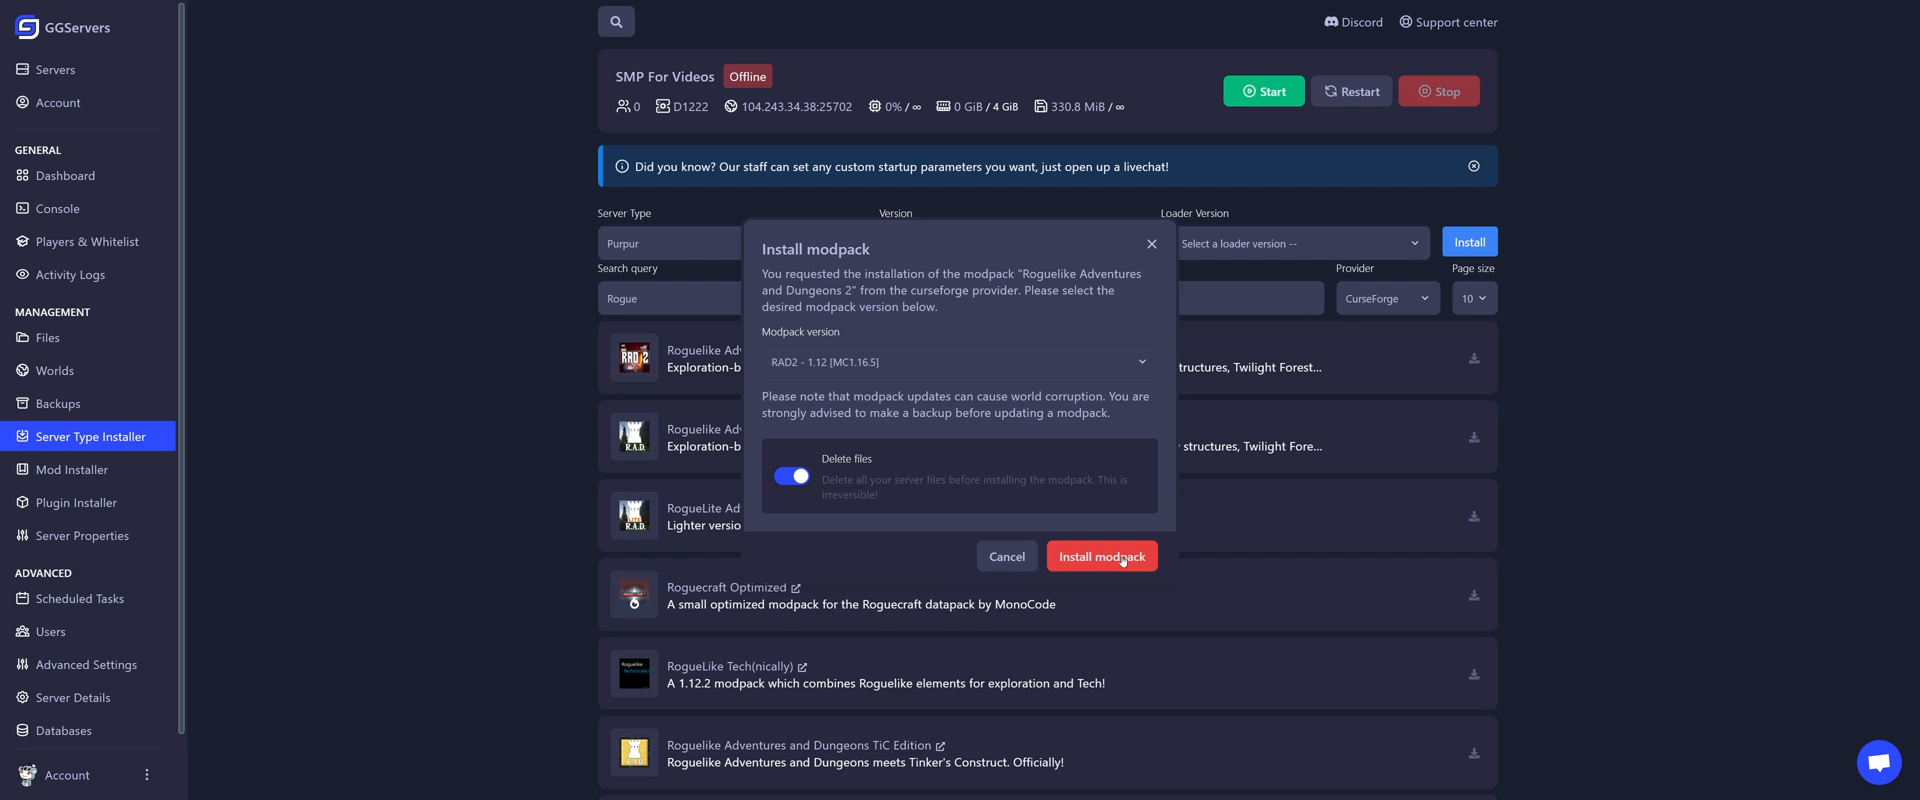 GGServers
Servers
Account
GENERAL
Dashboard
Console
Players & Whitelist
Activity Logs
MANAGEMENT
Files
Worlds
Backups
Server Type Installer
Mod Installer
Plugin Installer
Server Properties
ADVANCED
Scheduled Tasks
Users
Advanced Settings
Server Details
Databases
Account
Discord
Support center
SMP For Videos Offline
0 D1222 104.243.34.38:25702 0% / ∞ 0 GiB / 4 GiB 330.8 MiB / ∞
Start
Restart
Stop
Did you know? Our staff can set any custom startup parameters you want, just open up a livechat!
Server Type
Version
Loader Version
Purpur
Select a loader version --
Install
Search query
Provider
Page size
Rogue
CurseForge
10
Install modpack
You requested the installation of the modpack "Roguelike Adventures
and Dungeons 2" from the curseforge provider. Please select the
desired modpack version below.
Modpack version
RAD2 - 1.12 [MC1.16.5]
Please note that modpack updates can cause world corruption. You are
strongly advised to make a backup before updating a modpack.
Delete files
Delete all your server files before installing the modpack. This is
irreversible!
Cancel
Install modpack
RAD 2
Roguelike Adv
Exploration-b
tructures, Twilight Forest...
R.A.D.
Roguelike Adv
Exploration-b
structures, Twilight Fore...
R.A.D.
RogueLite Ad
Lighter versio
Roguecraft Optimized
A small optimized modpack for the Roguecraft datapack by MonoCode
Roguelike
Tech(nically)
RogueLike Tech(nically)
A 1.12.2 modpack which combines Roguelike elements for exploration and Tech!
R.A.D.
Roguelike Adventures and Dungeons TiC Edition
Roguelike Adventures and Dungeons meets Tinker's Construct. Officially!